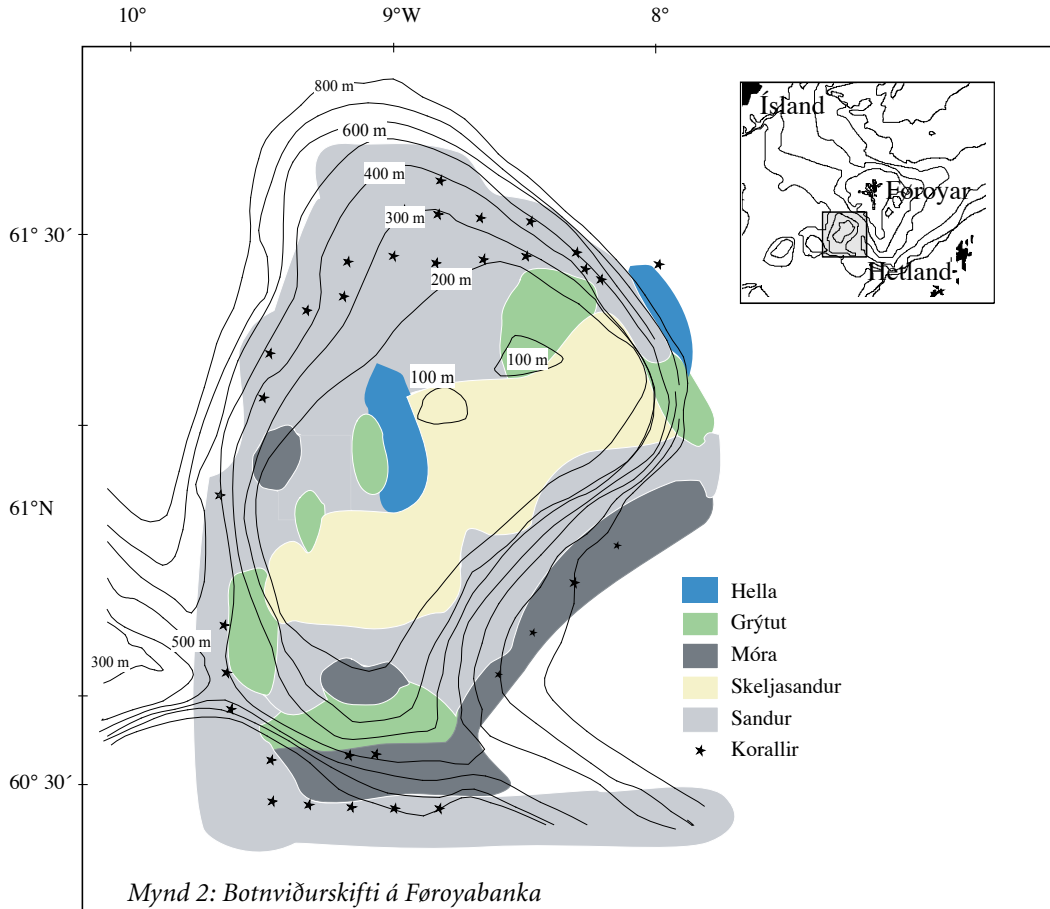 10°
9°W
8°
800 m
600 m
400 m
300 m
200 m
100 m
100 m
500 m
300 m
61° 30´
61°N
60° 30´
Ísland
Føroyar
Hetland
Hella
Grýtut
Móra
Skeljasandur
Sandur
Korallir
Mynd 2: Botnviðurskifti á Føroyabanka